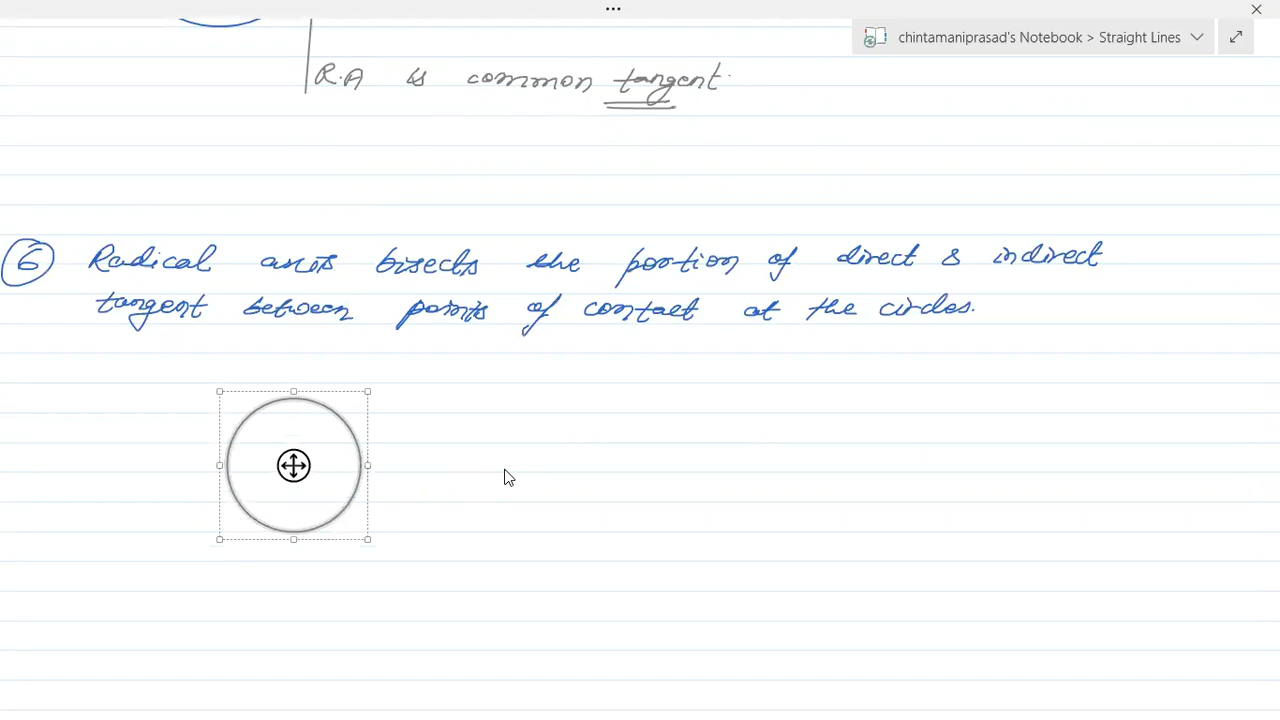 chintamaniprasad's Notebook > Straight Lines
R.A is common tangent.
6 Radical axis bisects the portion of direct & indirect
tangent between points of contact at the circles.